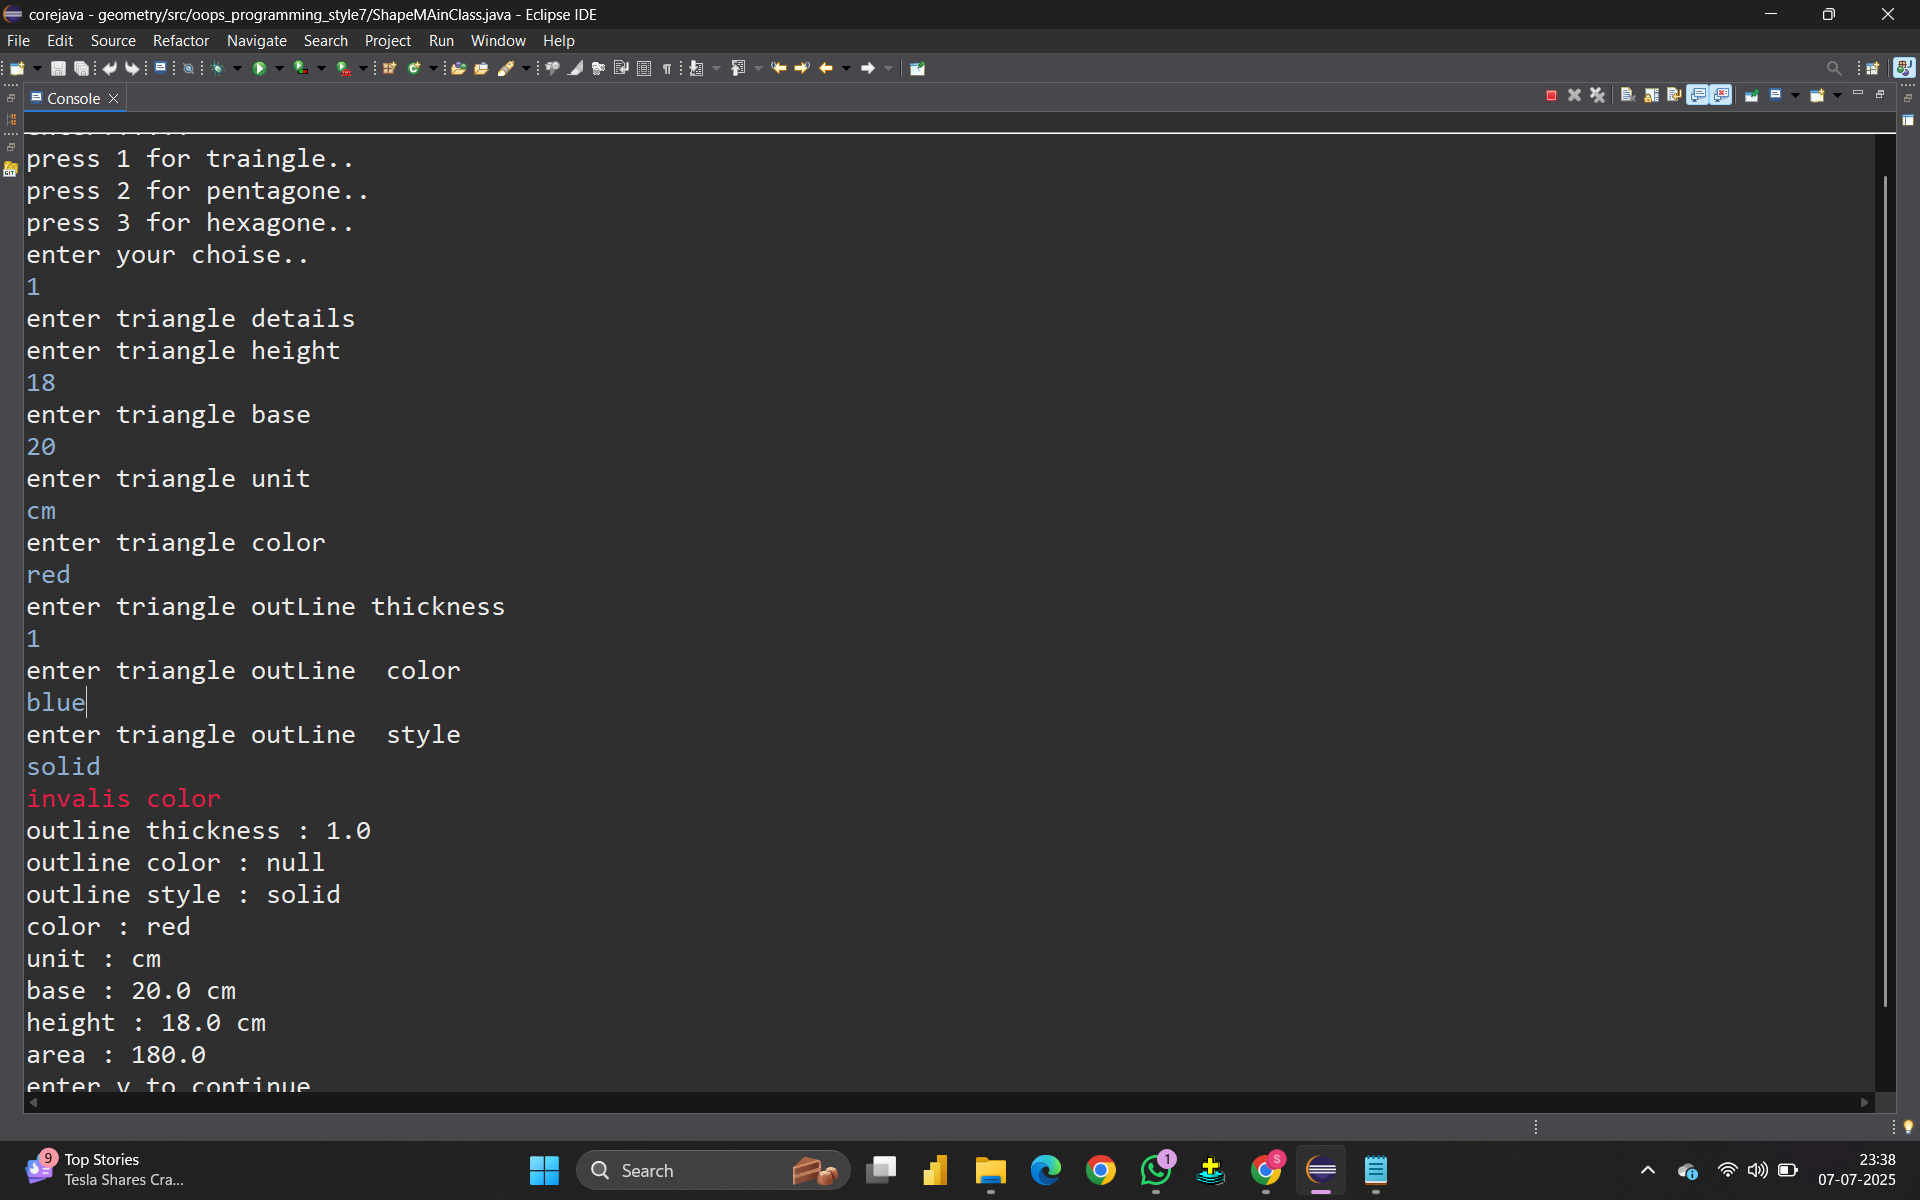 corejava - geometry/src/oops_programming_style7/ShapeMAinClass.java - Eclipse IDE
File Edit Source Refactor Navigate Search Project Run Window Help
Console
press 1 for traingle..
press 2 for pentagone..
press 3 for hexagone..
enter your choise..
1
enter triangle details
enter triangle height
18
enter triangle base
20
enter triangle unit
cm
enter triangle color
red
enter triangle outLine thickness
1
enter triangle outLine  color
blue
enter triangle outLine  style
solid
invalis color
outline thickness : 1.0
outline color : null
outline style : solid
color : red
unit : cm
base : 20.0 cm
height : 18.0 cm
area : 180.0
enter y to continue
9
Top Stories
Tesla Shares Cra...
Search
1
S
23:38
07-07-2025